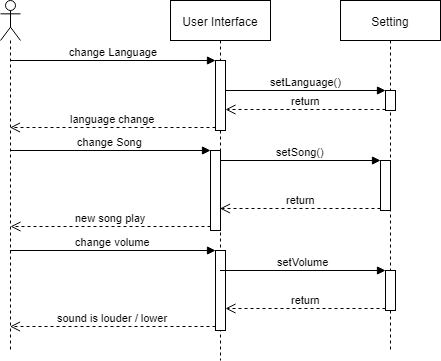 User Interface
Setting
change Language
setLanguage()
return
language change
change Song
setSong()
return
new song play
change volume
setVolume
return
sound is louder / lower